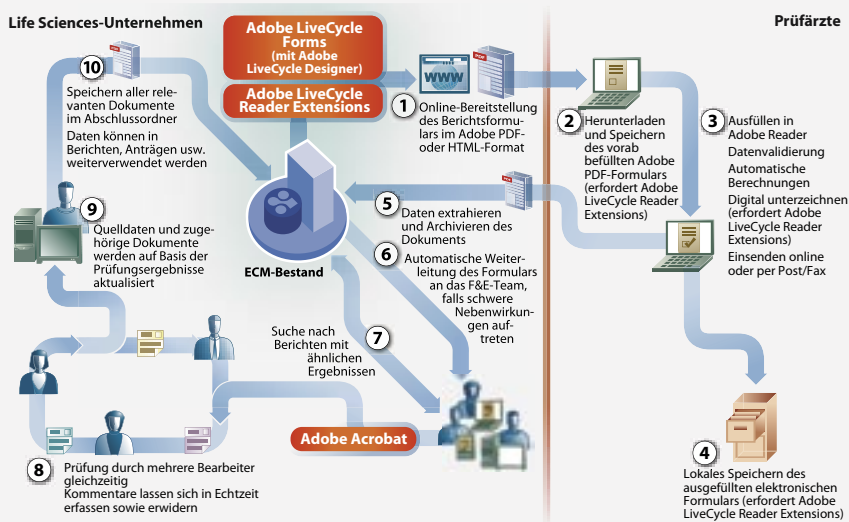 Life Sciences-Unternehmen
Prüfärzte
Adobe LiveCycle
Forms
(mit Adobe
LiveCycle Designer)
Adobe LiveCycle
Reader Extensions
www
1
Online-Bereitstellung
des Berichtsformu-
lars im Adobe PDF-
oder HTML-Format
2
Herunterladen
und Speichern
des vorab
befüllten Adobe
PDF-Formulars
(erfordert Adobe
LiveCycle Reader
Extensions)
3
Ausfüllen in
Adobe Reader
Datenvalidierung
Automatische
Berechnungen
Digital unterzeichnen
(erfordert Adobe
LiveCycle Reader
Extensions)
Einsenden online
oder per Post/Fax
4
Lokales Speichern des
ausgefüllten elektronischen
Formulars (erfordert Adobe
LiveCycle Reader Extensions)
5
Daten extrahieren
und Archivieren des
Dokuments
ECM-Bestand
6
Automatische Weiter-
leitung des Formulars
an das F&E-Team,
falls schwere
Nebenwirkun-
gen auf-
treten
7
Suche nach
Berichten mit
ähnlichen
Ergebnissen
Adobe Acrobat
8
Prüfung durch mehrere Bearbeiter
gleichzeitig
Kommentare lassen sich in Echtzeit
erfassen sowie erwidern
9
Quelldaten und zuge-
hörige Dokumente
werden auf Basis der
Prüfungsergebnisse
aktualisiert
10
Speichern aller rele-
vanten Dokumente
im Abschlussordner
Daten können in
Berichten, Anträgen usw.
weiterverwendet werden